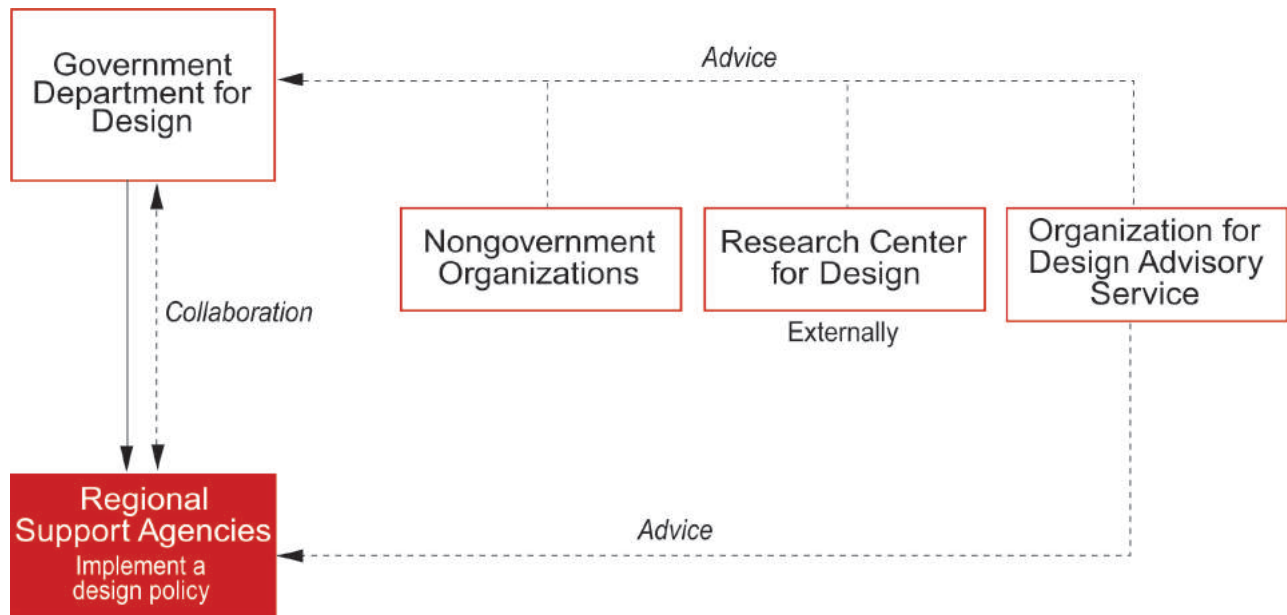 Government
Department for
Design
Advice
Nongovernment
Organizations
Research Center
for Design
Externally
Organization for
Design Advisory
Service
Collaboration
Regional
Support Agencies
Implement a
design policy
Advice